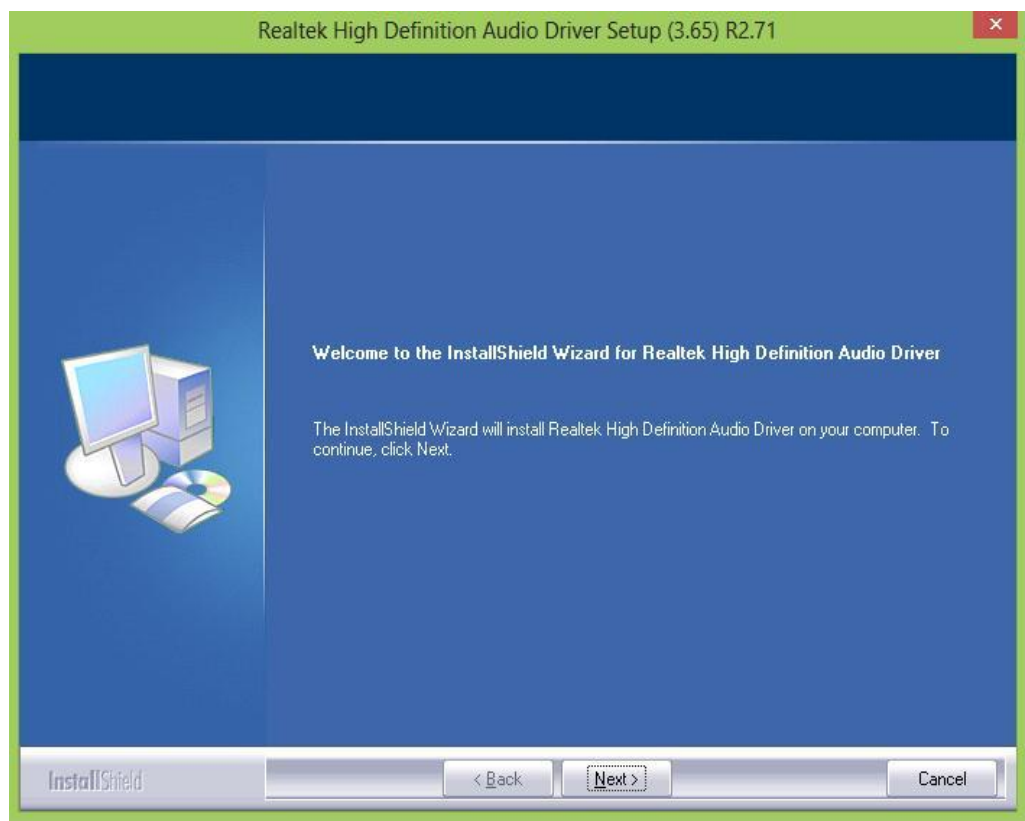 Realtek High Definition Audio Driver Setup (3.65) R2.71
Welcome to the InstallShield Wizard for Realtek High Definition Audio Driver
The InstallShield Wizard will install Realtek High Definition Audio Driver on your computer. To
continue, click Next.
InstallShield
< Back
Next >
Cancel